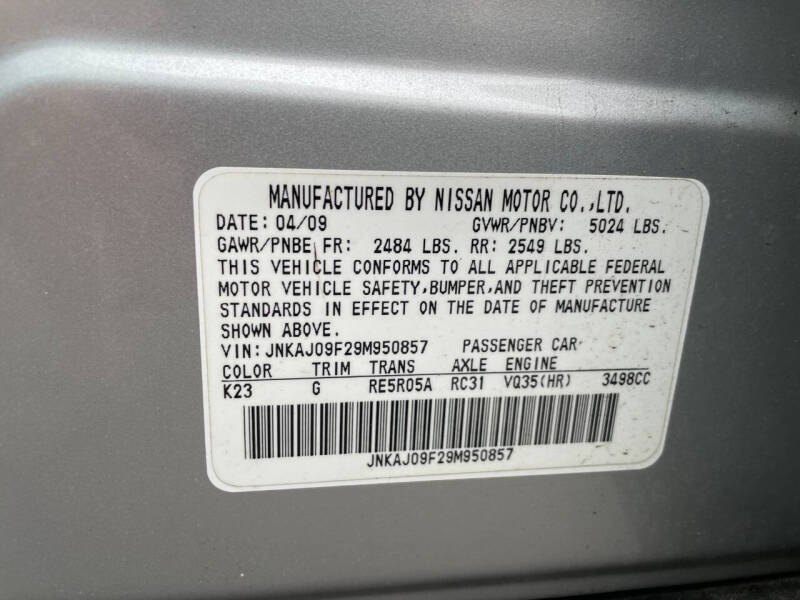 MANUFACTURED BY NISSAN MOTOR CO.,LTD.
DATE: 04/09 GVWR/PNBV: 5024 LBS.
GAWR/PNBE FR: 2484 LBS. RR: 2549 LBS.
THIS VEHICLE CONFORMS TO ALL APPLICABLE FEDERAL
MOTOR VEHICLE SAFETY,BUMPER,AND THEFT PREVENTION
STANDARDS IN EFFECT ON THE DATE OF MANUFACTURE
SHOWN ABOVE.
VIN:JNKAJ09F29M950857 PASSENGER CAR
COLOR TRIM TRANS AXLE ENGINE
K23 G RE5R05A RC31 VQ35(HR) 3498CC
JNKAJ09F29M950857